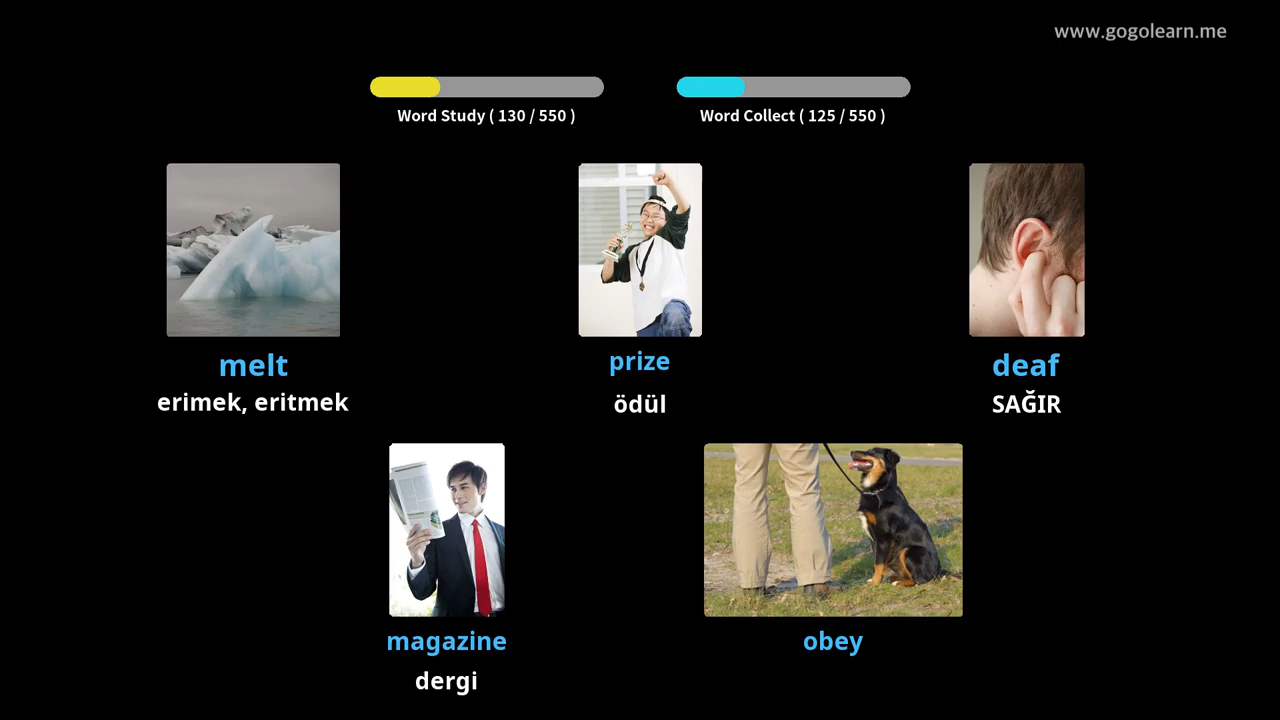 www.gogolearn.me
Word Study ( 130 / 550 )
Word Collect ( 125 / 550 )
melt
erimek, eritmek
prize
ödül
deaf
SAĞIR
magazine
dergi
obey